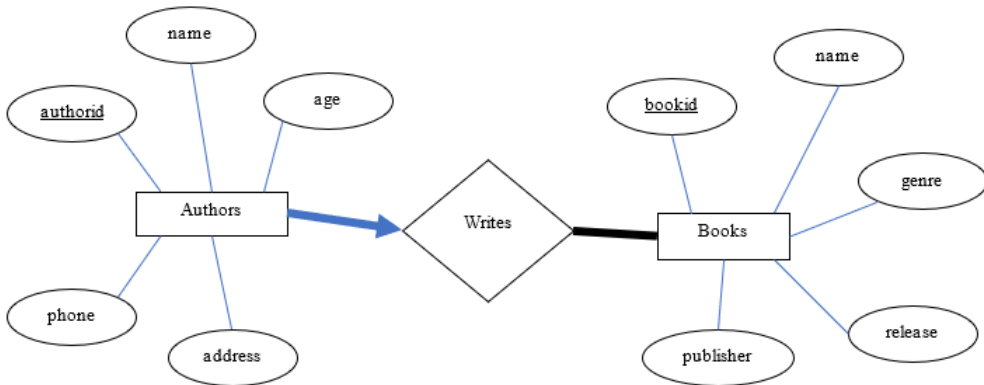 name
name
authorid
age
bookid
genre
Authors
Writes
Books
phone
address
publisher
release